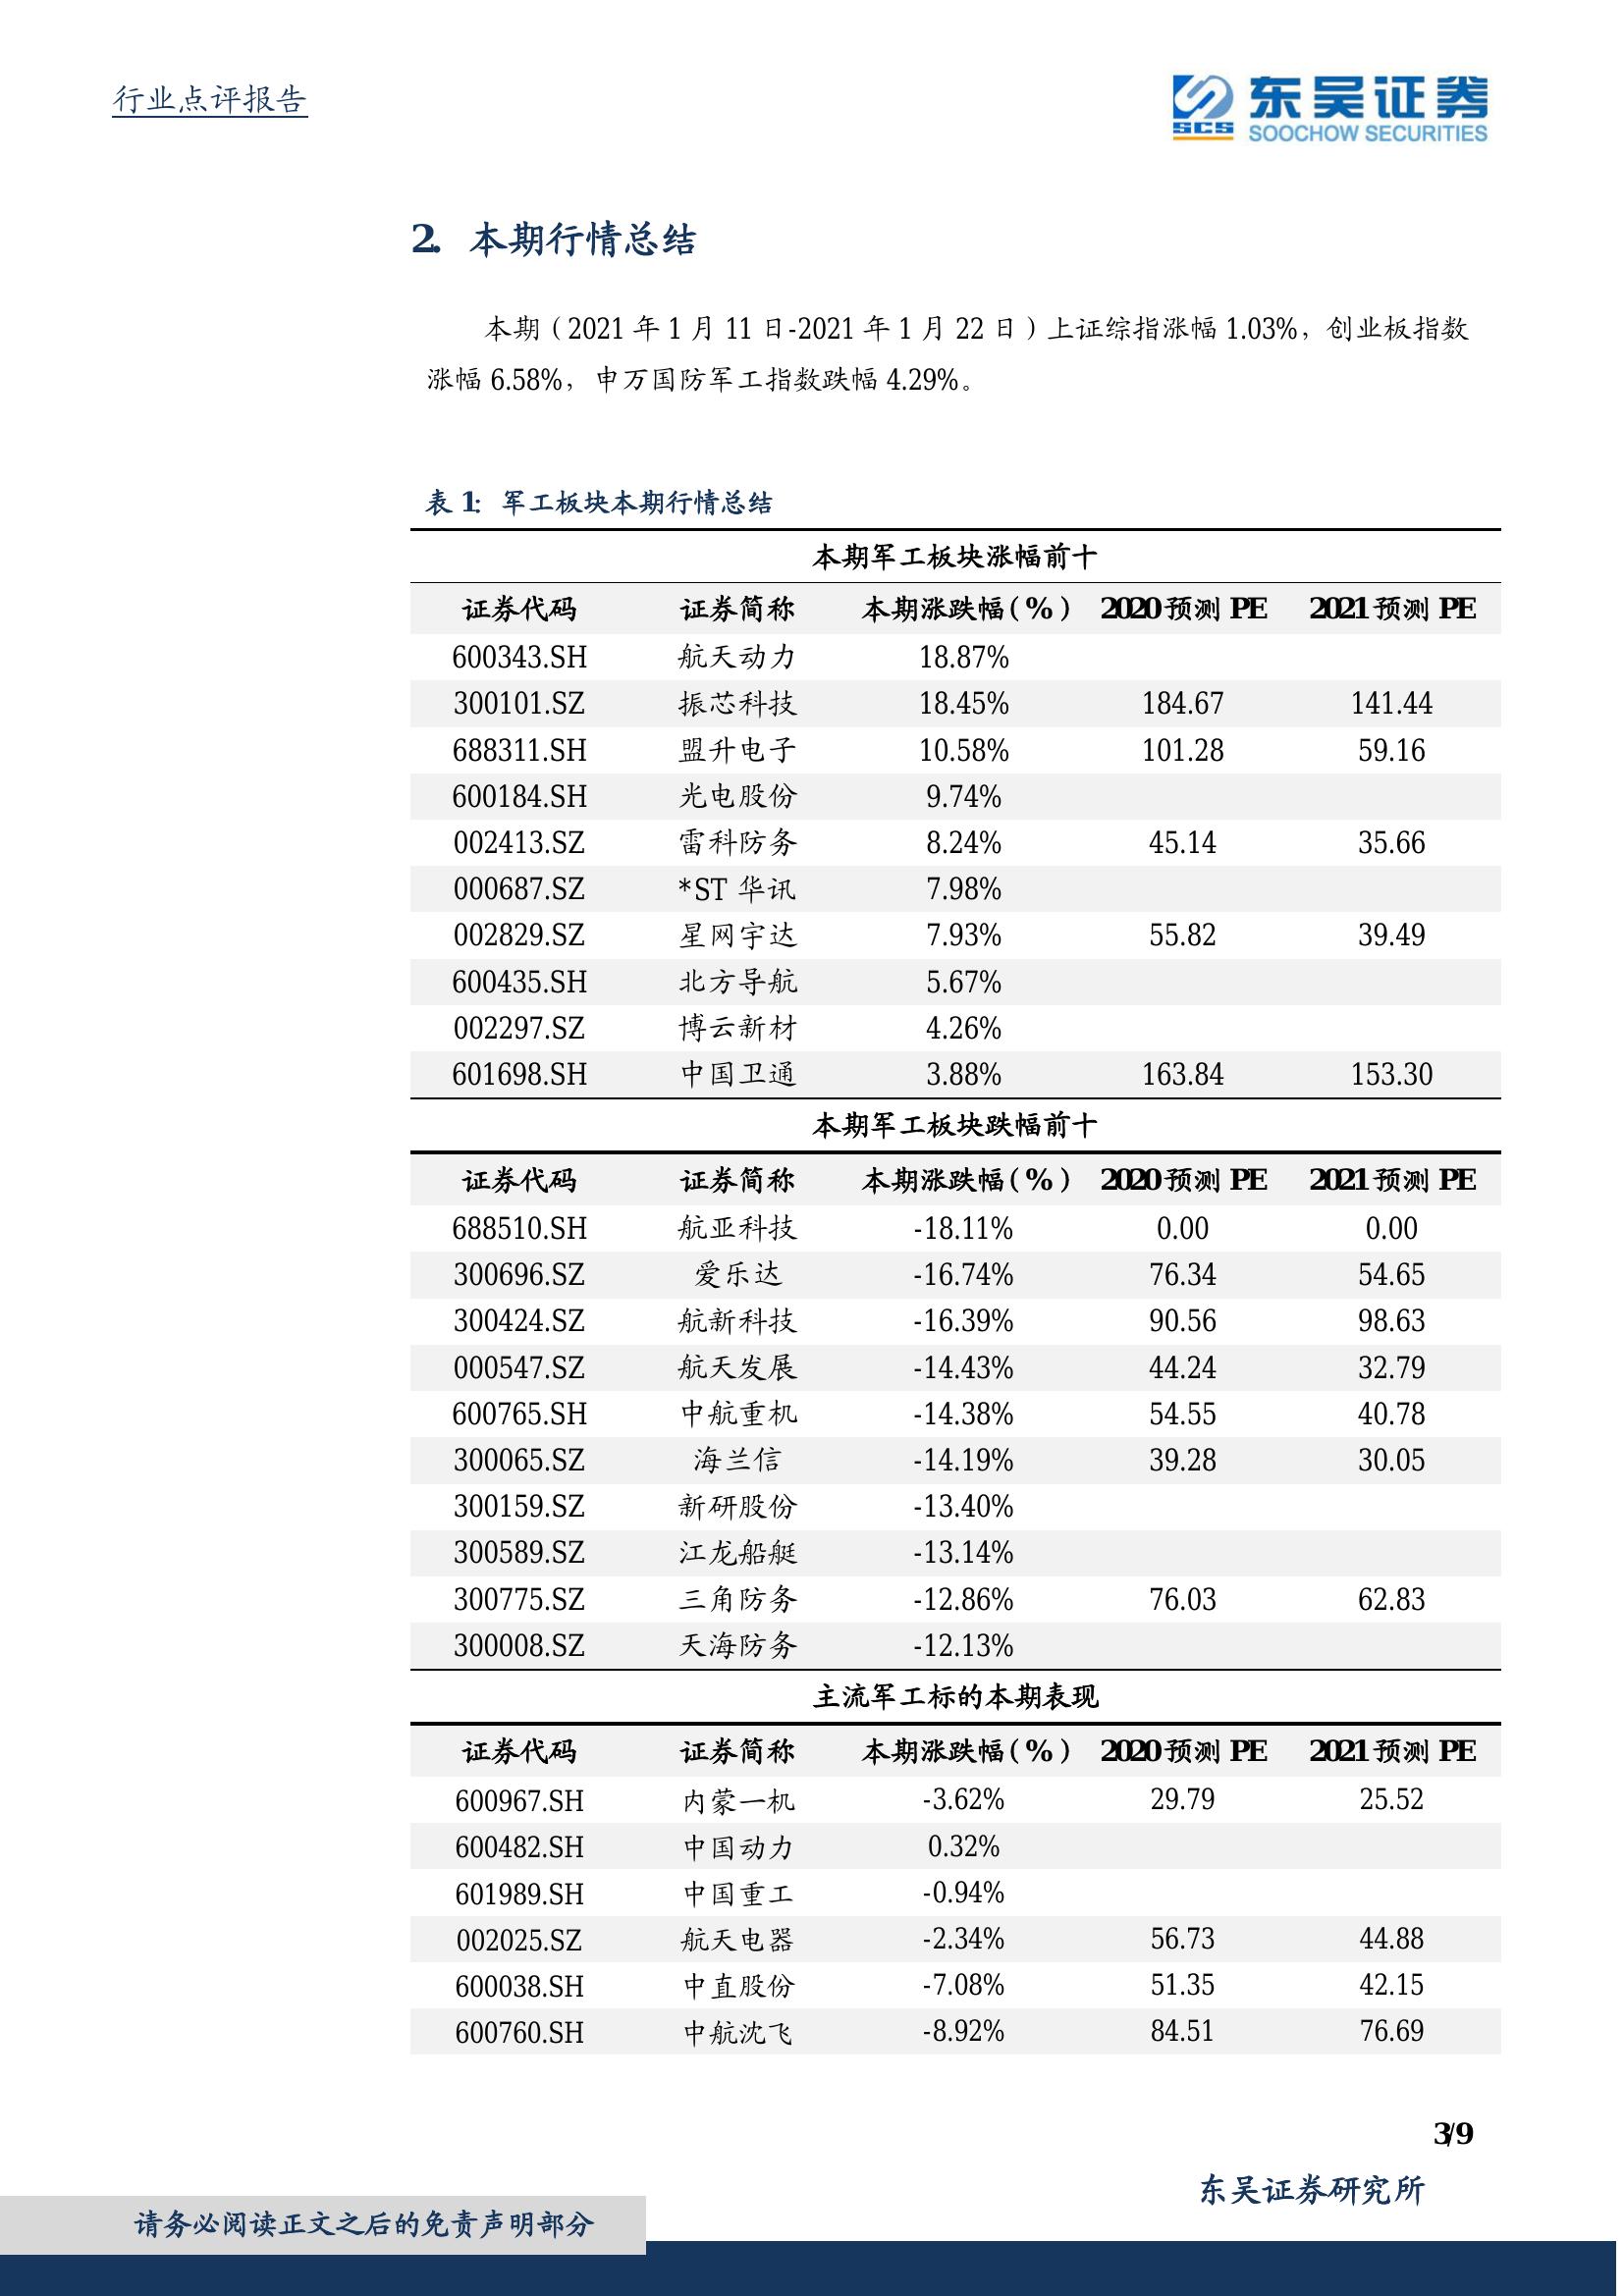 行业点评报告
SCS
东吴证券
SOOCHOW SECURITIES
2. 本期行情总结
本期（2021 年 1 月 11 日-2021 年 1 月 22 日）上证综指涨幅 1.03%，创业板指数
涨幅 6.58%，申万国防军工指数跌幅 4.29%。
表 1: 军工板块本期行情总结
本期军工板块涨幅前十
证券代码 证券简称 本期涨跌幅(%) 2020预测 PE 2021预测 PE
600343.SH 航天动力 18.87%
300101.SZ 振芯科技 18.45% 184.67 141.44
688311.SH 盟升电子 10.58% 101.28 59.16
600184.SH 光电股份 9.74%
002413.SZ 雷科防务 8.24% 45.14 35.66
000687.SZ *ST 华讯 7.98%
002829.SZ 星网宇达 7.93% 55.82 39.49
600435.SH 北方导航 5.67%
002297.SZ 博云新材 4.26%
601698.SH 中国卫通 3.88% 163.84 153.30
本期军工板块跌幅前十
证券代码 证券简称 本期涨跌幅(%) 2020预测 PE 2021预测 PE
688510.SH 航亚科技 -18.11% 0.00 0.00
300696.SZ 爱乐达 -16.74% 76.34 54.65
300424.SZ 航新科技 -16.39% 90.56 98.63
000547.SZ 航天发展 -14.43% 44.24 32.79
600765.SH 中航重机 -14.38% 54.55 40.78
300065.SZ 海兰信 -14.19% 39.28 30.05
300159.SZ 新研股份 -13.40%
300589.SZ 江龙船艇 -13.14%
300775.SZ 三角防务 -12.86% 76.03 62.83
300008.SZ 天海防务 -12.13%
主流军工标的本期表现
证券代码 证券简称 本期涨跌幅(%) 2020预测 PE 2021预测 PE
600967.SH 内蒙一机 -3.62% 29.79 25.52
600482.SH 中国动力 0.32%
601989.SH 中国重工 -0.94%
002025.SZ 航天电器 -2.34% 56.73 44.88
600038.SH 中直股份 -7.08% 51.35 42.15
600760.SH 中航沈飞 -8.92% 84.51 76.69
3/9
东吴证券研究所
请务必阅读正文之后的免责声明部分